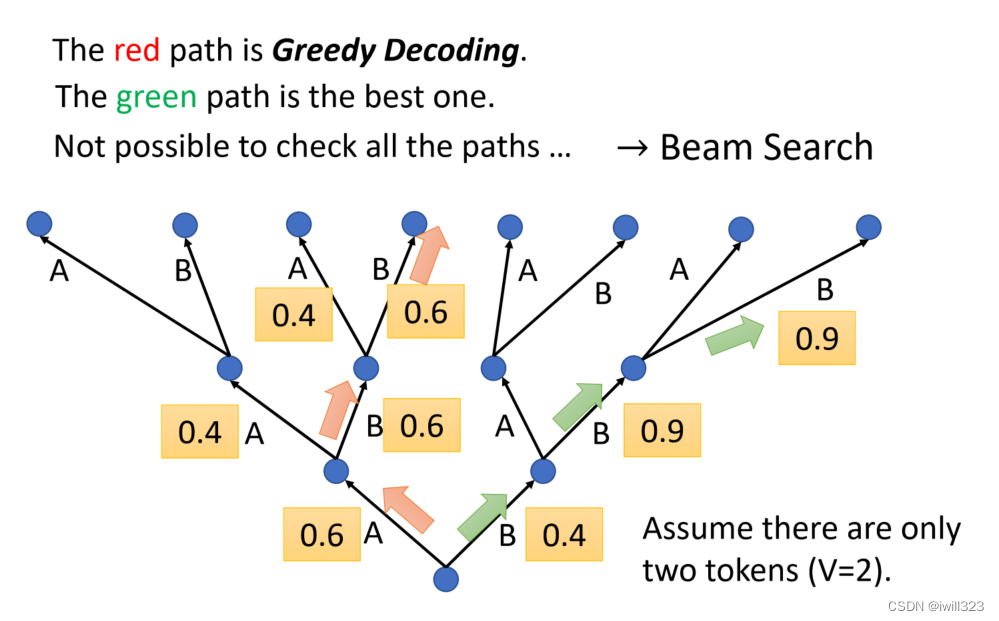 The red path is Greedy Decoding.
The green path is the best one.
Not possible to check all the paths … → Beam Search
A B A B A B A B
0.4 0.6 0.9
0.4 A B 0.6 A B 0.9
0.6 A B 0.4
Assume there are only
two tokens (V=2).
CSDN @iwill323